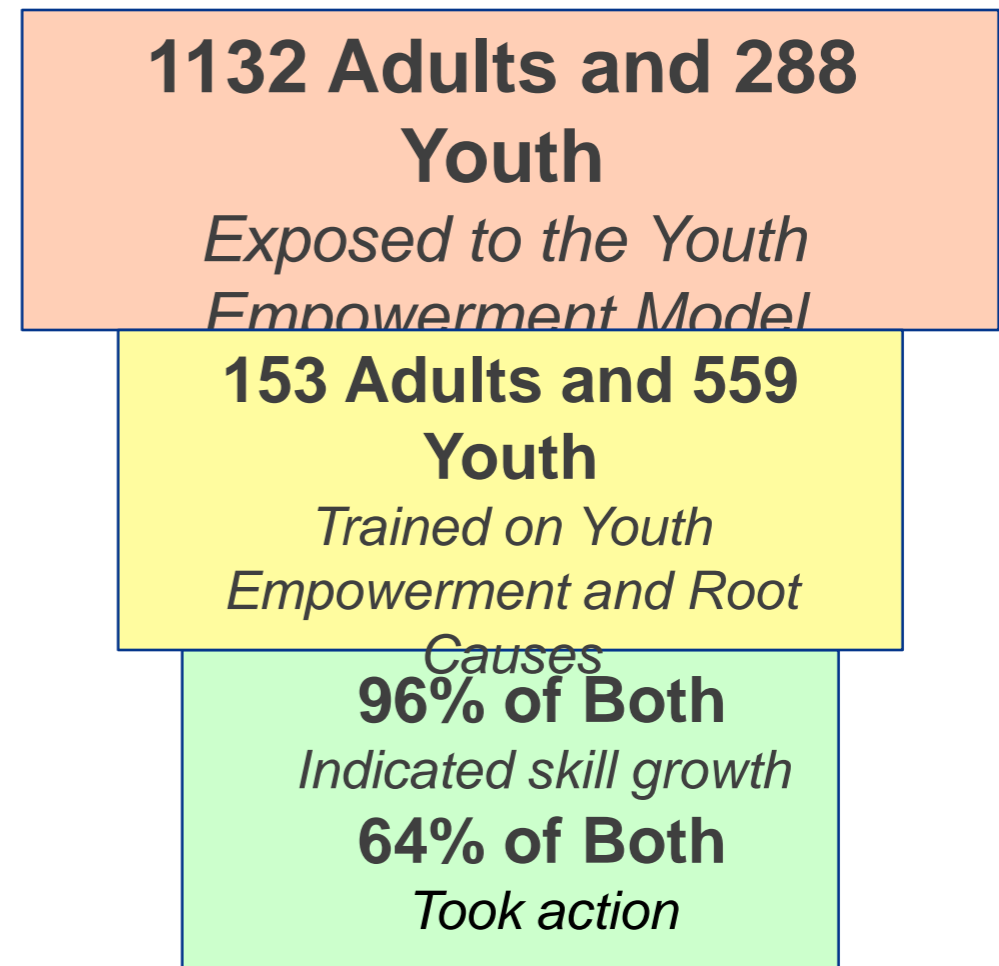 1132 Adults and 288
Youth
Exposed to the Youth
Empowerment Model
153 Adults and 559
Youth
Trained on Youth
Empowerment and Root
Causes
96% of Both
Indicated skill growth
64% of Both
Took action